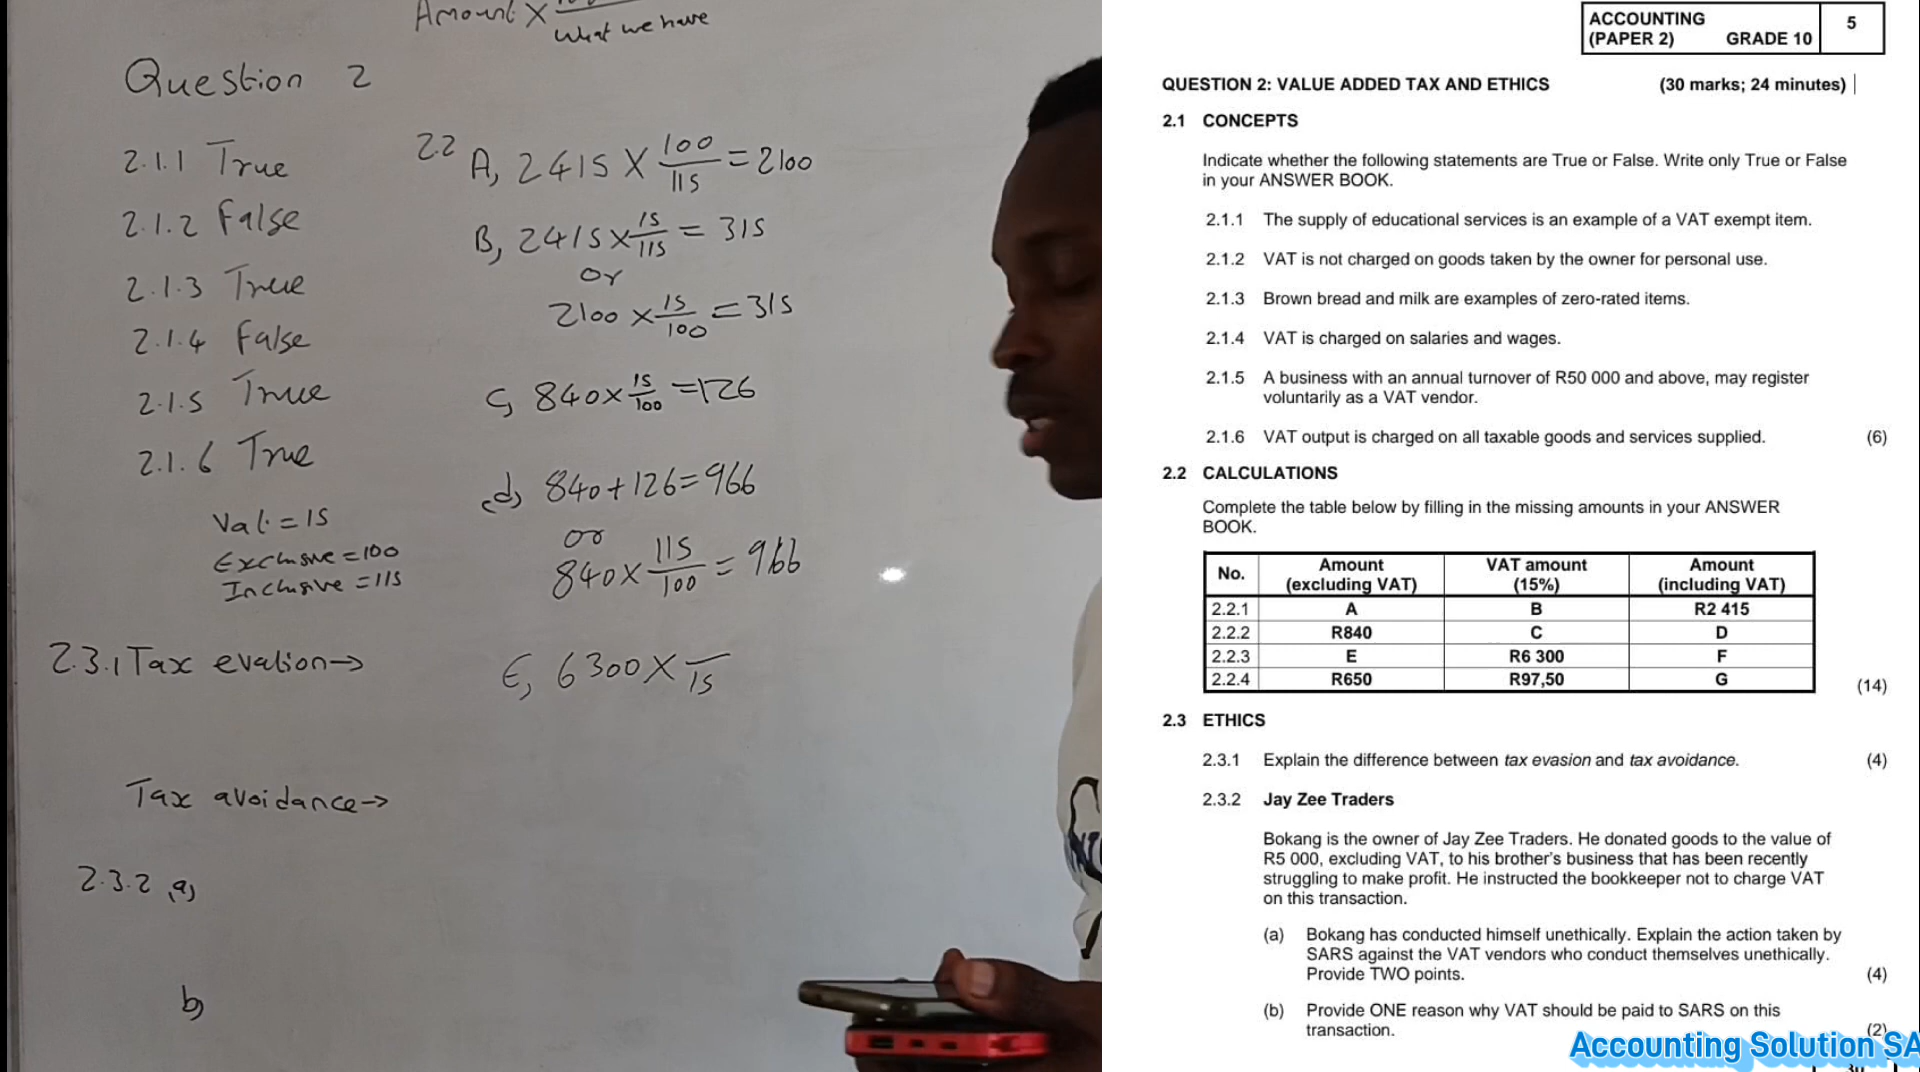 Amount X
What we have
Question 2
2.1.1 True
2.1.2 False
2.1.3 True
2.1.4 False
2.1.5 True
2.1.6 True
Vat = 15
Exclusive = 100
Inclusive = 115
2.2 A, 2415 X 100/115 = 2100
B, 2415 x 15/115 = 315
or
2100 x 15/100 = 315
C, 840 x 15/100 = 126
d, 840 + 126 = 966
or
840 x 115/100 = 966
E, 6300 X /15
2.3.1 Tax evation →
Tax avoidance →
2.3.2 a,
b,
ACCOUNTING
(PAPER 2) GRADE 10
5
QUESTION 2: VALUE ADDED TAX AND ETHICS (30 marks; 24 minutes)
2.1 CONCEPTS
Indicate whether the following statements are True or False. Write only True or False
in your ANSWER BOOK.
2.1.1 The supply of educational services is an example of a VAT exempt item.
2.1.2 VAT is not charged on goods taken by the owner for personal use.
2.1.3 Brown bread and milk are examples of zero-rated items.
2.1.4 VAT is charged on salaries and wages.
2.1.5 A business with an annual turnover of R50 000 and above, may register
voluntarily as a VAT vendor.
2.1.6 VAT output is charged on all taxable goods and services supplied. (6)
2.2 CALCULATIONS
Complete the table below by filling in the missing amounts in your ANSWER
BOOK.
No. Amount (excluding VAT) VAT amount (15%) Amount (including VAT)
2.2.1 A B R2 415
2.2.2 R840 C D
2.2.3 E R6 300 F
2.2.4 R650 R97,50 G
(14)
2.3 ETHICS
2.3.1 Explain the difference between tax evasion and tax avoidance. (4)
2.3.2 Jay Zee Traders
Bokang is the owner of Jay Zee Traders. He donated goods to the value of
R5 000, excluding VAT, to his brother's business that has been recently
struggling to make profit. He instructed the bookkeeper not to charge VAT
on this transaction.
(a) Bokang has conducted himself unethically. Explain the action taken by
SARS against the VAT vendors who conduct themselves unethically.
Provide TWO points. (4)
(b) Provide ONE reason why VAT should be paid to SARS on this
transaction. (2)
Accounting Solution SA